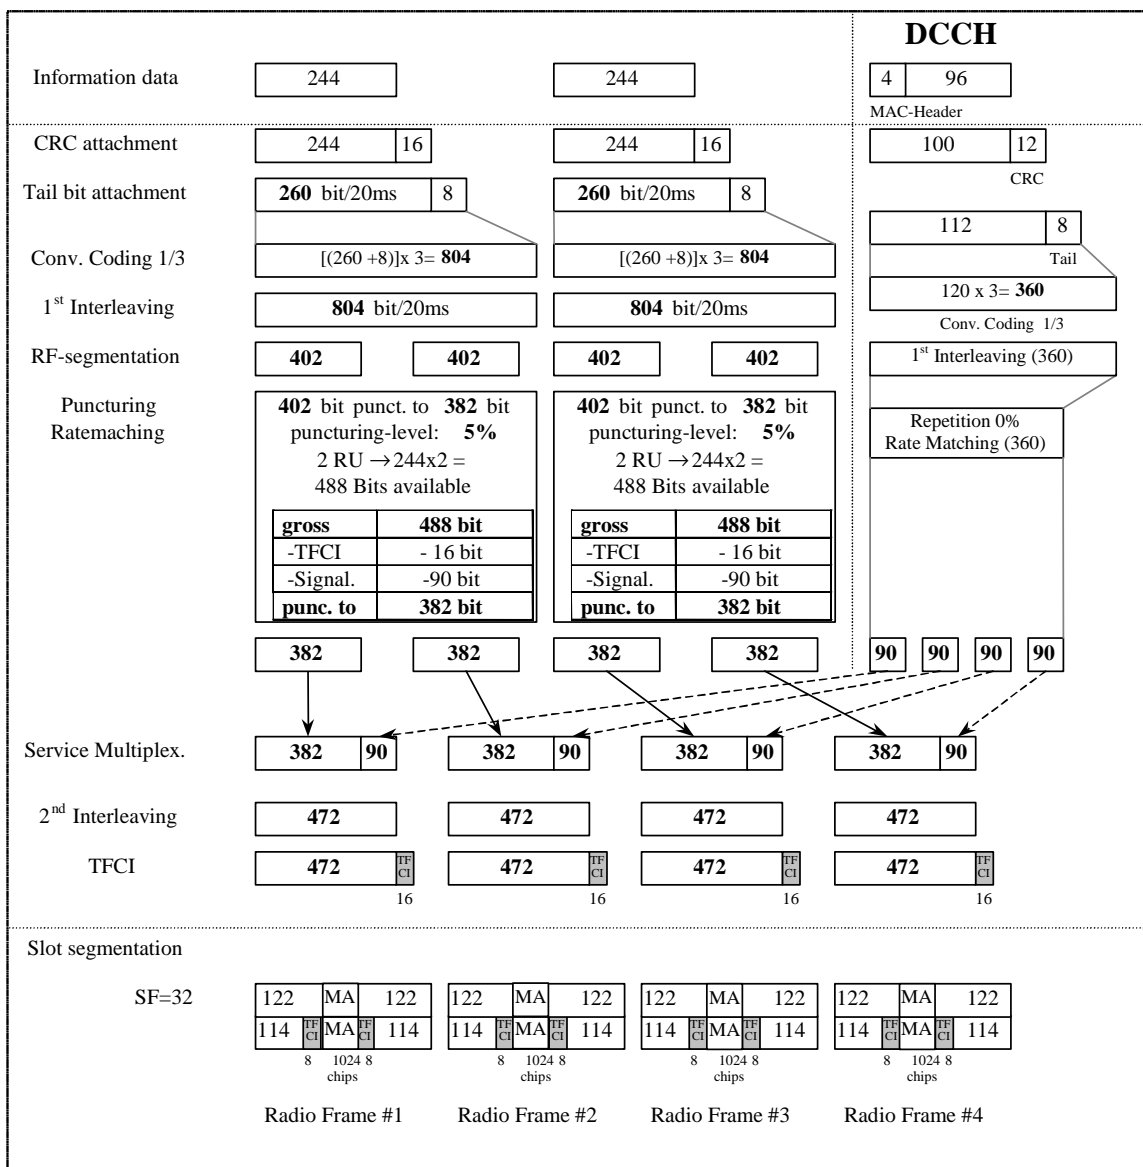 DCCH
Information data 244 244 4 96
MAC-Header
CRC attachment 244 16 244 16 100 12
CRC
Tail bit attachment 260 bit/20ms 8 260 bit/20ms 8
112 8
Tail
Conv. Coding 1/3 [(260 +8)]x 3= 804 [(260 +8)]x 3= 804
120 x 3= 360
Conv. Coding 1/3
1st Interleaving 804 bit/20ms 804 bit/20ms
RF-segmentation 402 402 402 402 1st Interleaving (360)
Puncturing
Ratemaching
402 bit punct. to 382 bit
puncturing-level: 5%
2 RU → 244x2 =
488 Bits available
gross 488 bit
-TFCI - 16 bit
-Signal. -90 bit
punc. to 382 bit
402 bit punct. to 382 bit
puncturing-level: 5%
2 RU → 244x2 =
488 Bits available
gross 488 bit
-TFCI - 16 bit
-Signal. -90 bit
punc. to 382 bit
Repetition 0%
Rate Matching (360)
382 382 382 382 90 90 90 90
Service Multiplex. 382 90 382 90 382 90 382 90
2nd Interleaving 472 472 472 472
TFCI 472 TF CI 472 TF CI 472 TF CI 472 TF CI
16 16 16 16
Slot segmentation
SF=32 122 MA 122 122 MA 122 122 MA 122 122 MA 122
114 TF CI MA TF CI 114 114 TF CI MA TF CI 114 114 TF CI MA TF CI 114 114 TF CI MA TF CI 114
8 1024 8 8 1024 8 8 1024 8 8 1024 8
chips chips chips chips
Radio Frame #1 Radio Frame #2 Radio Frame #3 Radio Frame #4